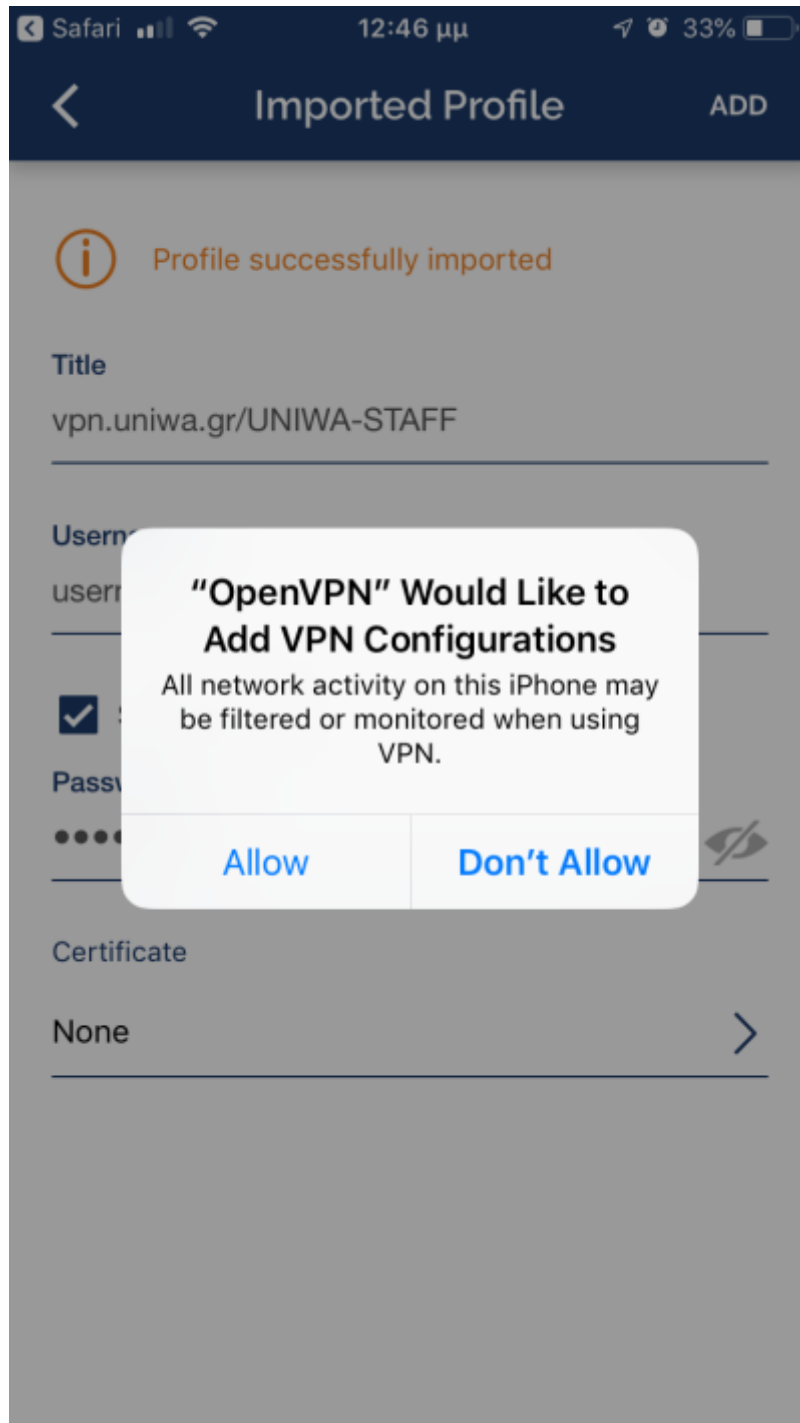 Safari 12:46 μμ 33%
Imported Profile ADD
Profile successfully imported
Title
vpn.uniwa.gr/UNIWA-STAFF
“OpenVPN” Would Like to
Add VPN Configurations
All network activity on this iPhone may
be filtered or monitored when using
VPN.
Allow Don’t Allow
Certificate
None